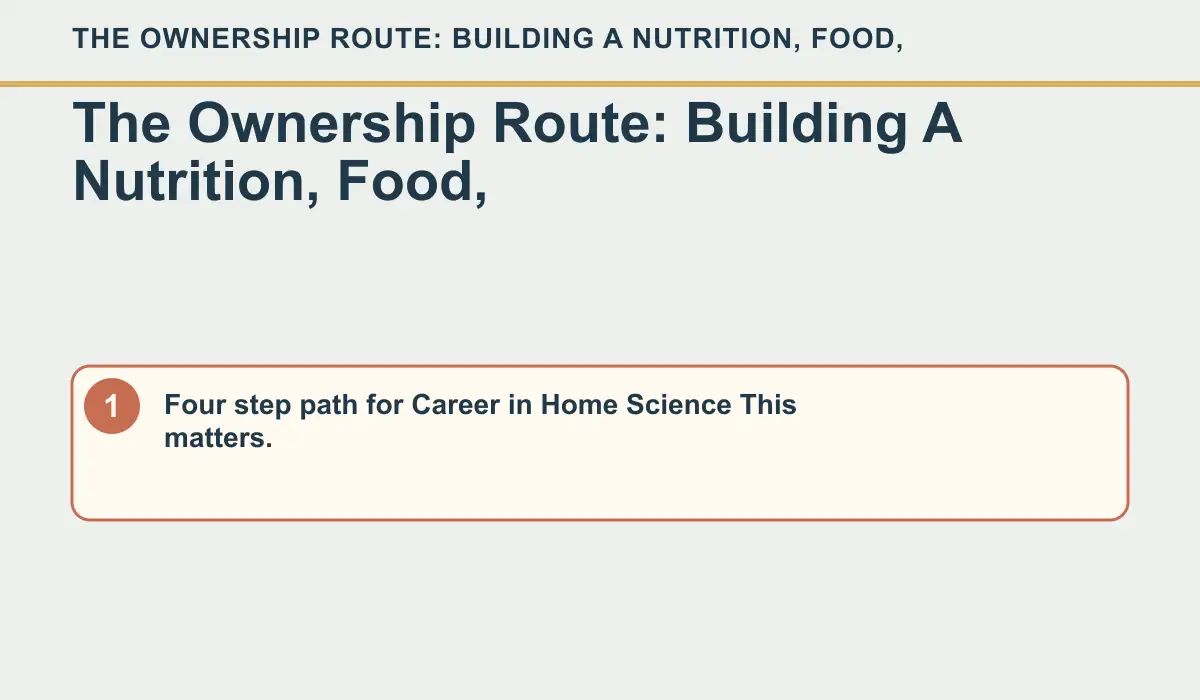 THE OWNERSHIP ROUTE: BUILDING A NUTRITION, FOOD,
The Ownership Route: Building A
Nutrition, Food,
1
Four step path for Career in Home Science This
matters.